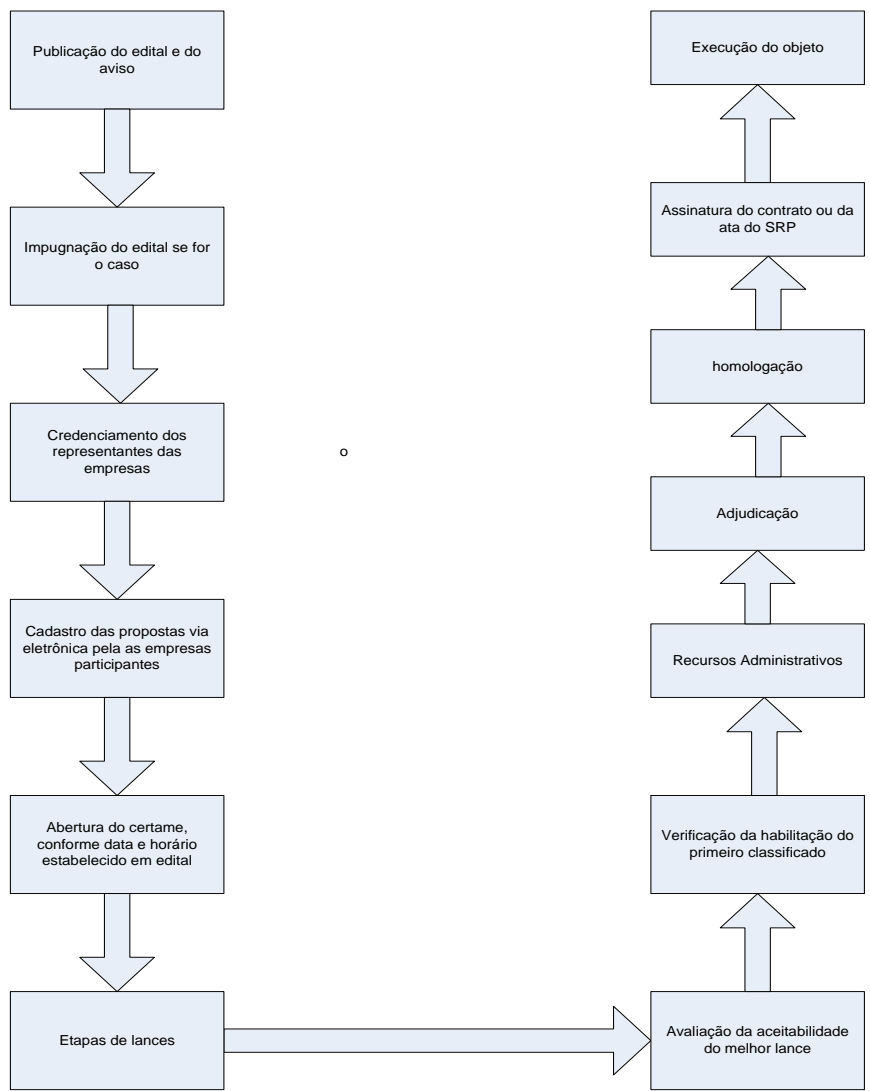 Publicação do edital e do
aviso
Impugnação do edital se for
o caso
Credenciamento dos
representantes das
empresas
o
Cadastro das propostas via
eletrônica pela as empresas
participantes
Abertura do certame,
conforme data e horário
estabelecido em edital
Etapas de lances
Avaliação da aceitabilidade
do melhor lance
Verificação da habilitação do
primeiro classificado
Recursos Administrativos
Adjudicação
homologação
Assinatura do contrato ou da
ata do SRP
Execução do objeto